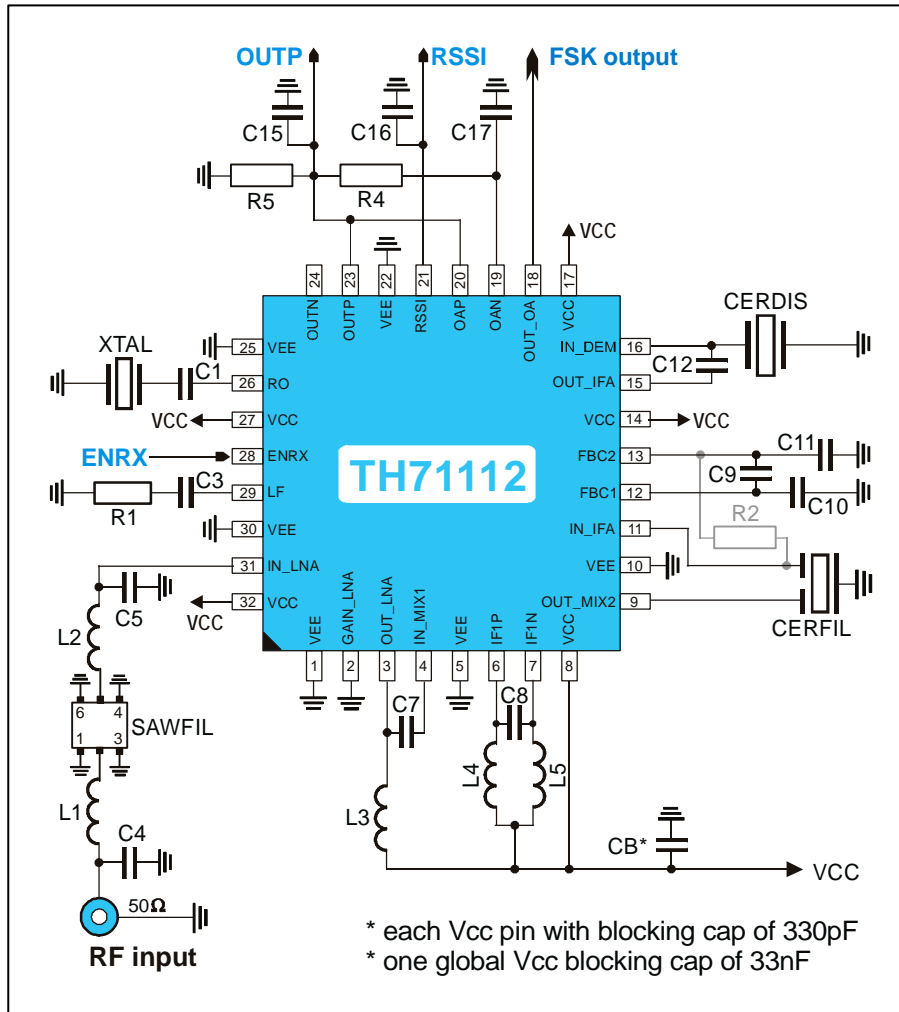 OUTP RSSI FSK output
C15 C16 C17
R5 R4
VCC
24 23 22 21 20 19 18 17
OUTN OUTP VEE RSSI OAP OAN OUT_OA VCC
CERDIS
XTAL
25 VEE IN_DEM 16
C1 C12
26 RO OUT_IFA 15
VCC 27 VCC VCC 14 VCC
C11
ENRX 28 ENRX FBC2 13
TH71112
C3 C9
29 LF FBC1 12
R1 C10
R2
30 VEE IN_IFA 11
31 IN_LNA VEE 10
C5
VCC 32 VCC OUT_MIX2 9
CERFIL
L2
VEE GAIN_LNA OUT_LNA IN_MIX1 VEE IF1P IF1N VCC
1 2 3 4 5 6 7 8
C7 C8
6 4
SAWFIL
1 3
L4 L5
L1 L3
C4 CB*
VCC
50Ω
RF input
* each Vcc pin with blocking cap of 330pF
* one global Vcc blocking cap of 33nF